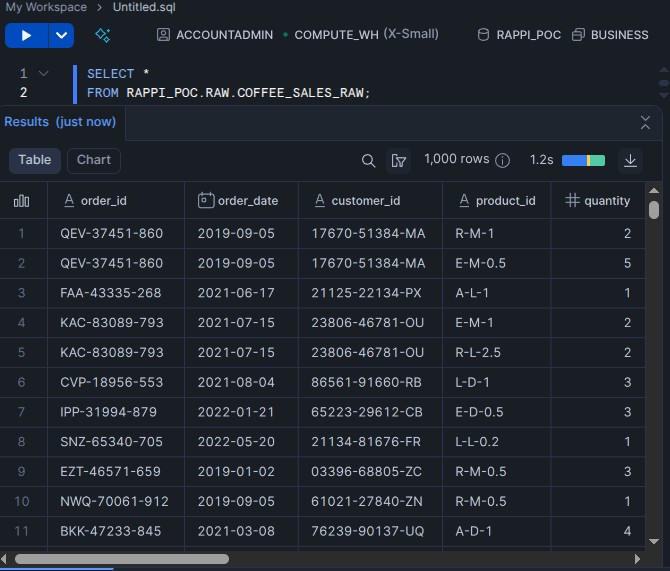 My Workspace > Untitled.sql
ACCOUNTADMIN • COMPUTE_WH (X-Small) RAPPI_POC BUSINESS
1 SELECT *
2 FROM RAPPI_POC.RAW.COFFEE_SALES_RAW;
Results (just now)
Table Chart 1,000 rows 1.2s
order_id order_date customer_id product_id quantity
1 QEV-37451-860 2019-09-05 17670-51384-MA R-M-1 2
2 QEV-37451-860 2019-09-05 17670-51384-MA E-M-0.5 5
3 FAA-43335-268 2021-06-17 21125-22134-PX A-L-1 1
4 KAC-83089-793 2021-07-15 23806-46781-OU E-M-1 2
5 KAC-83089-793 2021-07-15 23806-46781-OU R-L-2.5 2
6 CVP-18956-553 2021-08-04 86561-91660-RB L-D-1 3
7 IPP-31994-879 2022-01-21 65223-29612-CB E-D-0.5 3
8 SNZ-65340-705 2022-05-20 21134-81676-FR L-L-0.2 1
9 EZT-46571-659 2019-01-02 03396-68805-ZC R-M-0.5 3
10 NWQ-70061-912 2019-09-05 61021-27840-ZN R-M-0.5 1
11 BKK-47233-845 2021-03-08 76239-90137-UQ A-D-1 4